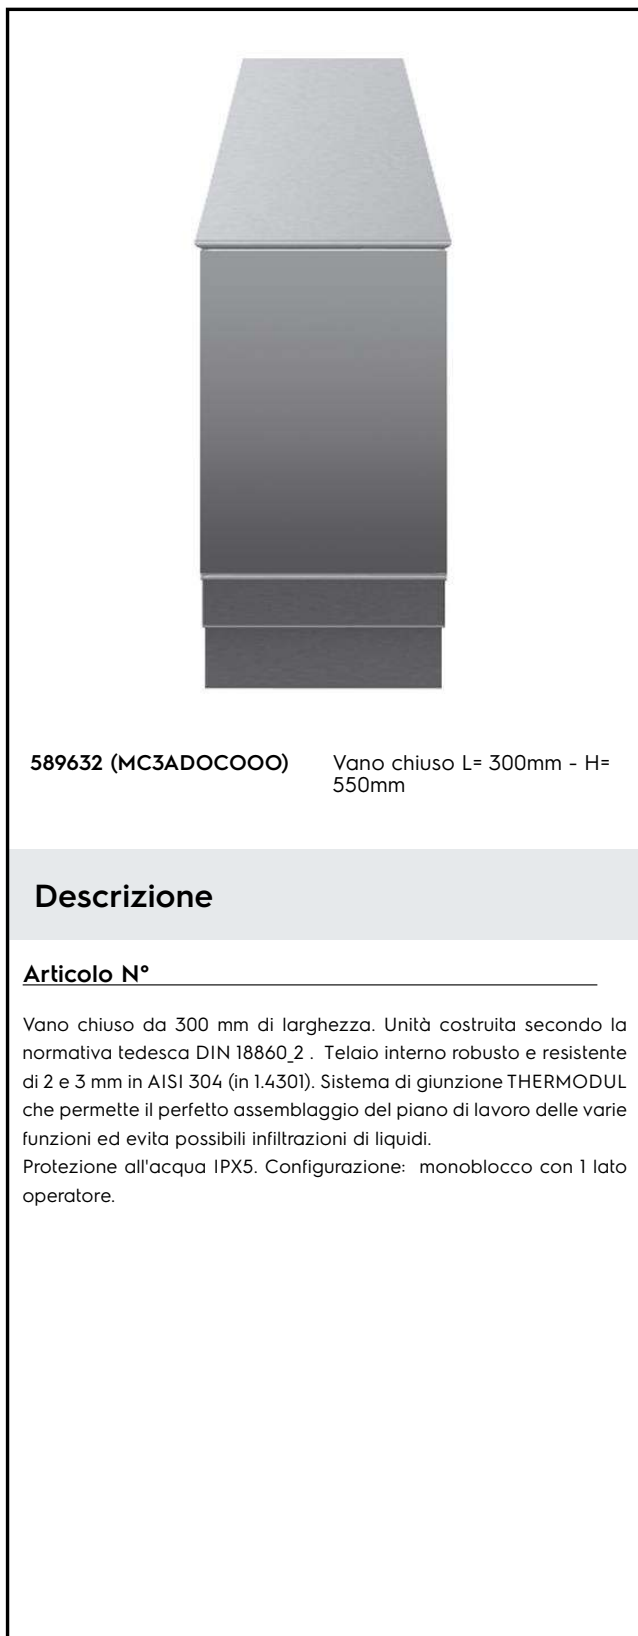 589632 (MC3ADOCOOO)
Vano chiuso L= 300mm - H=
550mm
Descrizione
Articolo N°
Vano chiuso da 300 mm di larghezza. Unità costruita secondo la
normativa tedesca DIN 18860_2 . Telaio interno robusto e resistente
di 2 e 3 mm in AISI 304 (in 1.4301). Sistema di giunzione THERMODUL
che permette il perfetto assemblaggio del piano di lavoro delle varie
funzioni ed evita possibili infiltrazioni di liquidi.
Protezione all'acqua IPX5. Configurazione: monoblocco con 1 lato
operatore.